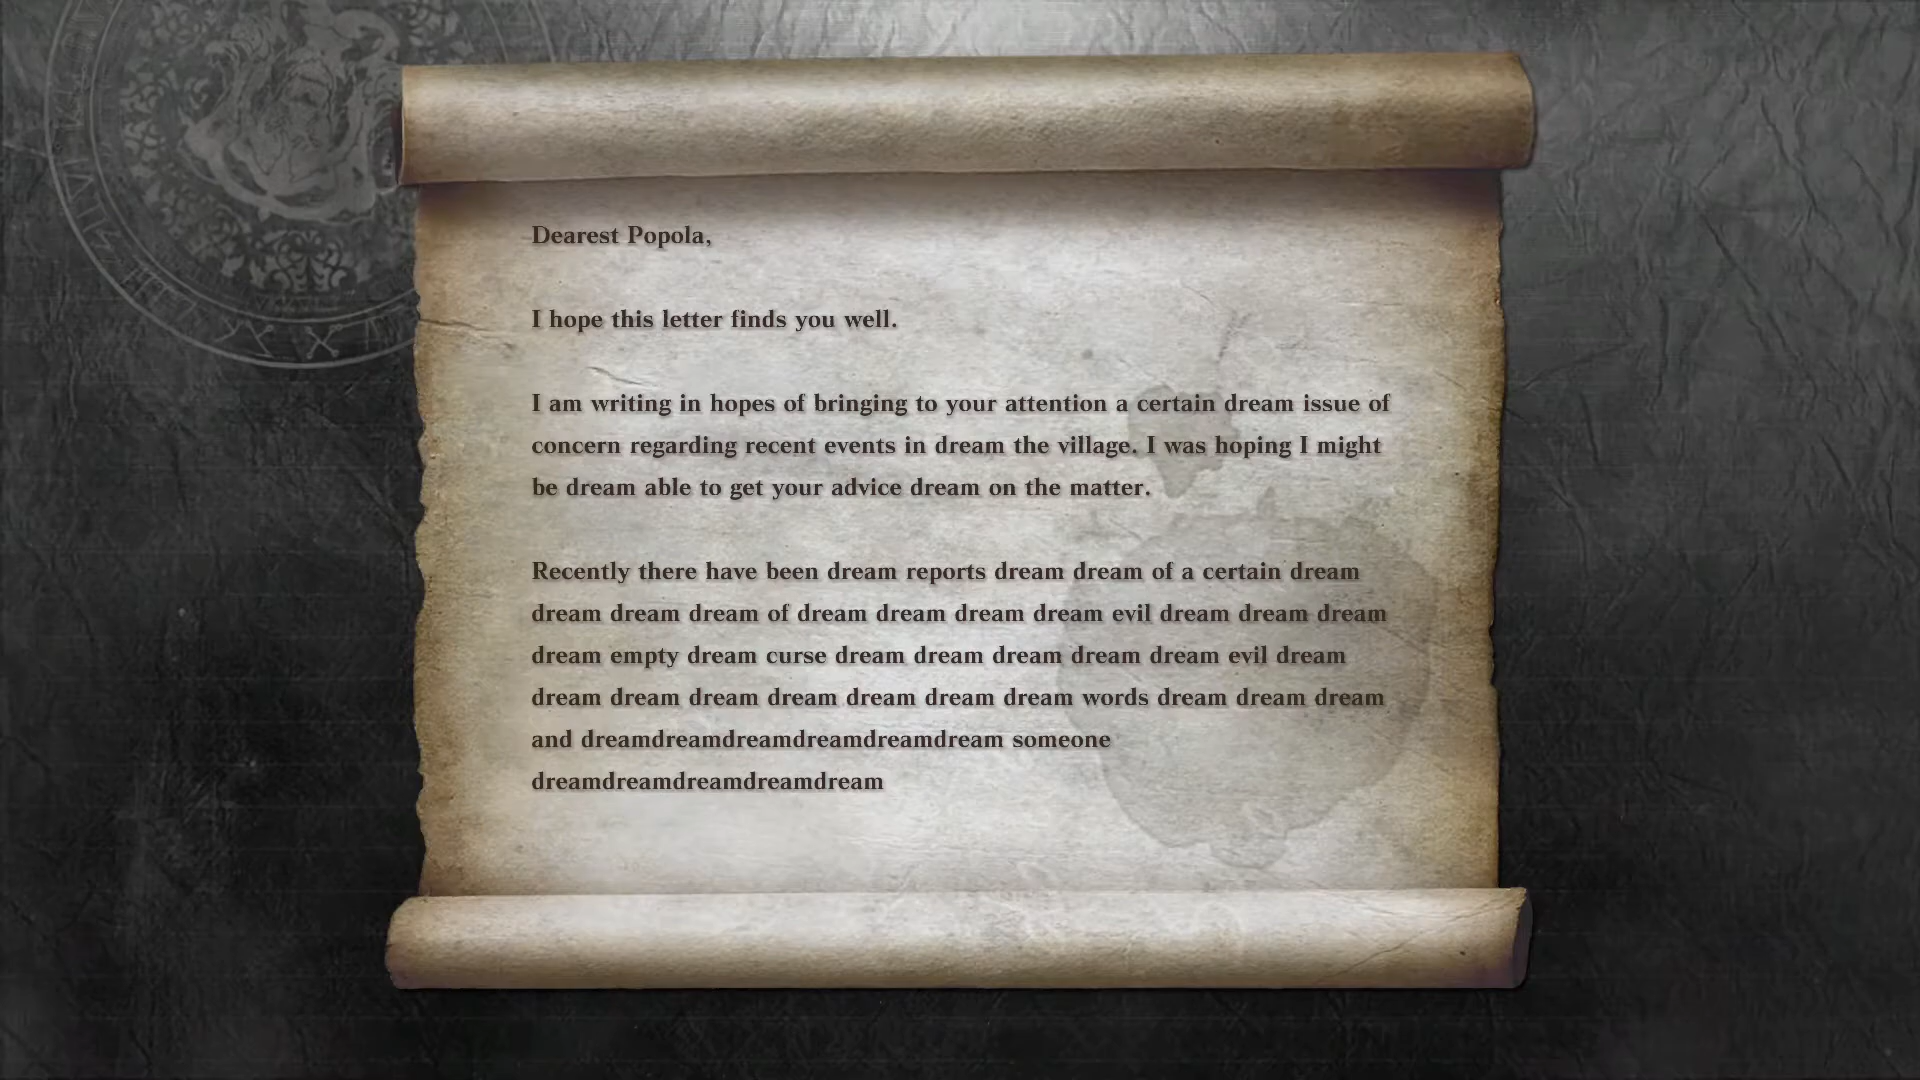 Dearest Popola,
I hope this letter finds you well.
I am writing in hopes of bringing to your attention a certain dream issue of
concern regarding recent events in dream the village. I was hoping I might
be dream able to get your advice dream on the matter.
Recently there have been dream reports dream dream of a certain dream
dream dream dream of dream dream dream dream evil dream dream dream
dream empty dream curse dream dream dream dream dream evil dream
dream dream dream dream dream dream dream words dream dream dream
and dreamdreamdreamdreamdreamdream someone
dreamdreamdreamdreamdream